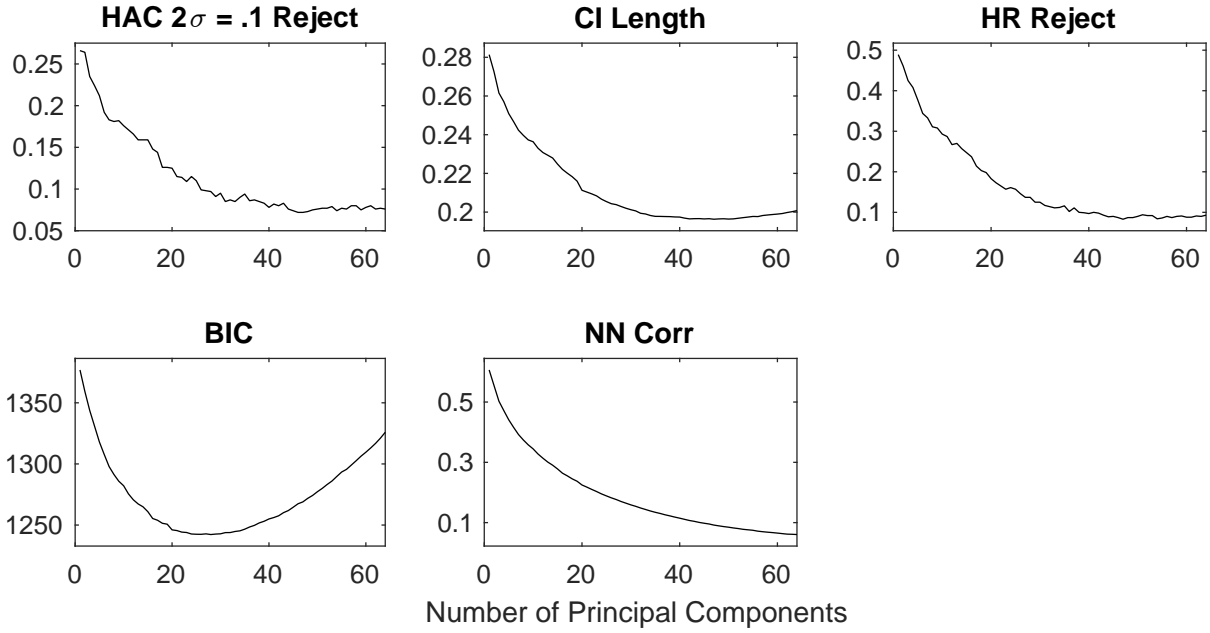 HAC 2σ = .1 Reject
0.25
0.2
0.15
0.1
0.05
0 20 40 60
CI Length
0.28
0.26
0.24
0.22
0.2
0 20 40 60
HR Reject
0.5
0.4
0.3
0.2
0.1
0 20 40 60
BIC
1350
1300
1250
0 20 40 60
NN Corr
0.5
0.3
0.1
0 20 40 60
Number of Principal Components